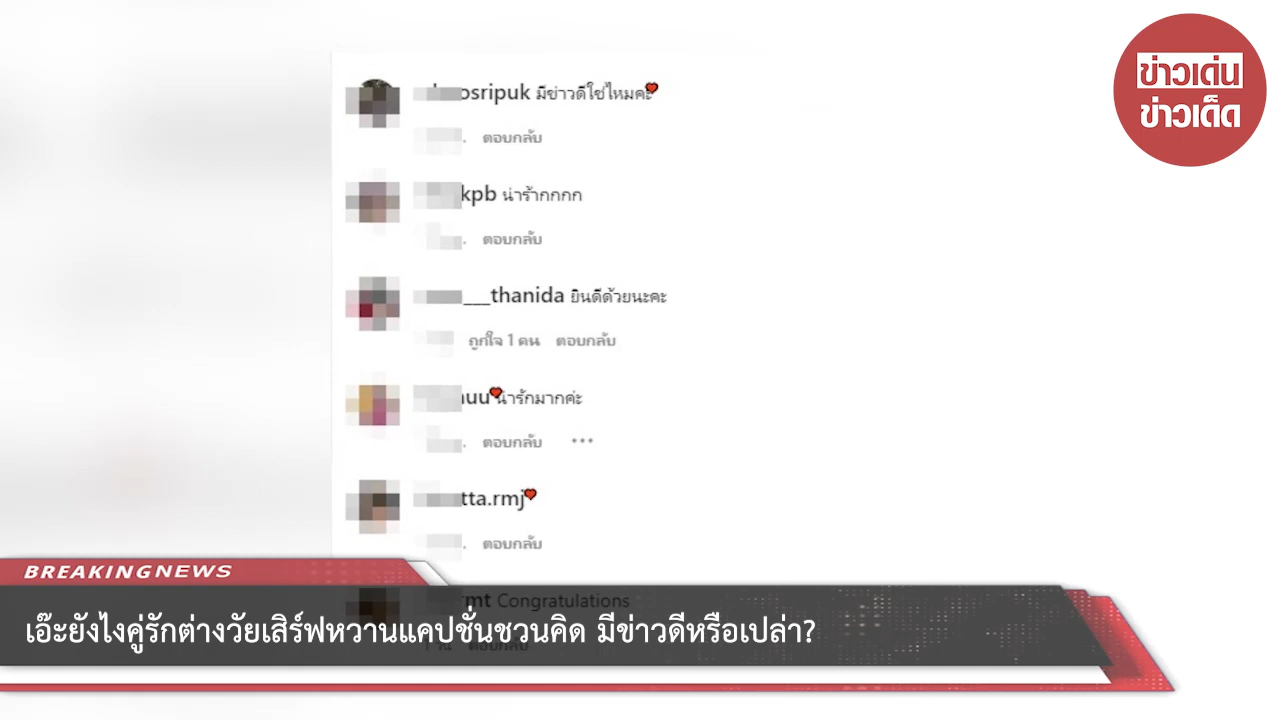 ข่าวเด่น
ข่าวเด็ด
osripuk มีข่าวดีใช่ไหมคะ
ตอบกลับ
kpb น่าร้ากกกก
ตอบกลับ
___thanida ยินดีด้วยนะคะ
ถูกใจ 1 คน ตอบกลับ
น่ารักมากค่ะ
ตอบกลับ ...
tta.rmj
ตอบกลับ
BREAKINGNEWS
mt Congratulations
เอ๊ะยังไงคู่รักต่างวัยเสิร์ฟหวานแคปชั่นชวนคิด มีข่าวดีหรือเปล่า?
ตอบกลับ